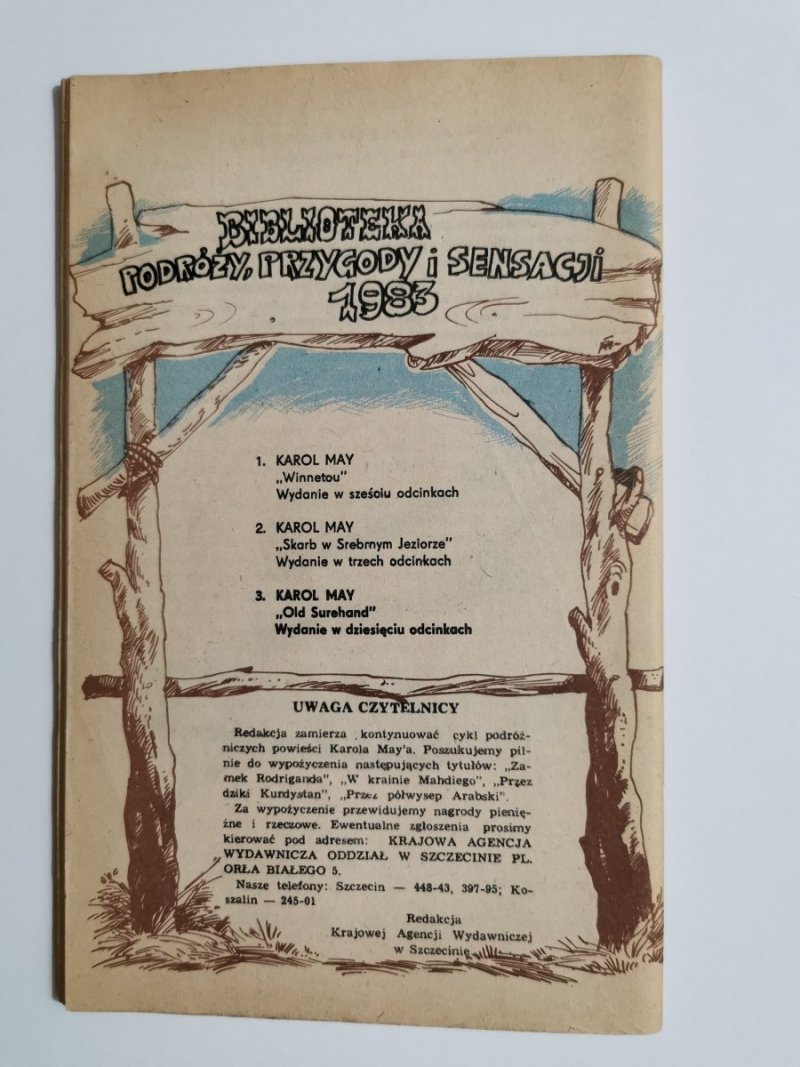 BIBLIOTEKA
PODRÓŻY, PRZYGODY i SENSACJI
1983
1. KAROL MAY
„Winnetou"
Wydanie w sześciu odcinkach
2. KAROL MAY
„Skarb w Srebrnym Jeziorze"
Wydanie w trzech odcinkach
3. KAROL MAY
„Old Surehand"
Wydanie w dziesięciu odcinkach
UWAGA CZYTELNICY
Redakcja zamierza kontynuować cykl podróż-
niczych powieści Karola May'a. Poszukujemy pil-
nie do wypożyczenia następujących tytułów: „Za-
mek Rodriganda", „W krainie Mahdiego", „Przez
dziki Kurdystan", „Przez półwysep Arabski".
Za wypożyczenie przewidujemy nagrody pienięż-
żne i rzeczowe. Ewentualne zgłoszenia prosimy
kierować pod adresem: KRAJOWA AGENCJA
WYDAWNICZA ODDZIAŁ W SZCZECINIE PL.
ORŁA BIAŁEGO 5.
Nasze telefony: Szczecin — 448-43, 397-95; Ko-
szalin — 245-01
Redakcja
Krajowej Agencji Wydawniczej
w Szczecinie